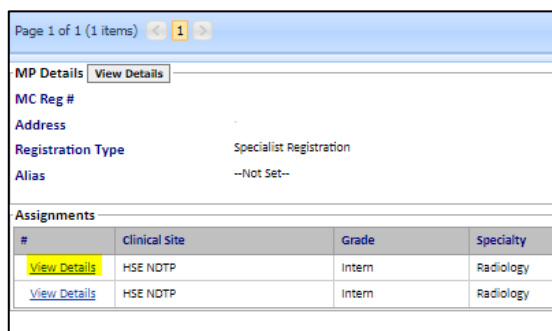 Page 1 of 1 (1 items) < 1 >
MP Details View Details
MC Reg #
Address
Registration Type Specialist Registration
Alias --Not Set--
Assignments
# Clinical Site Grade Specialty
View Details HSE NDTP Intern Radiology
View Details HSE NDTP Intern Radiology